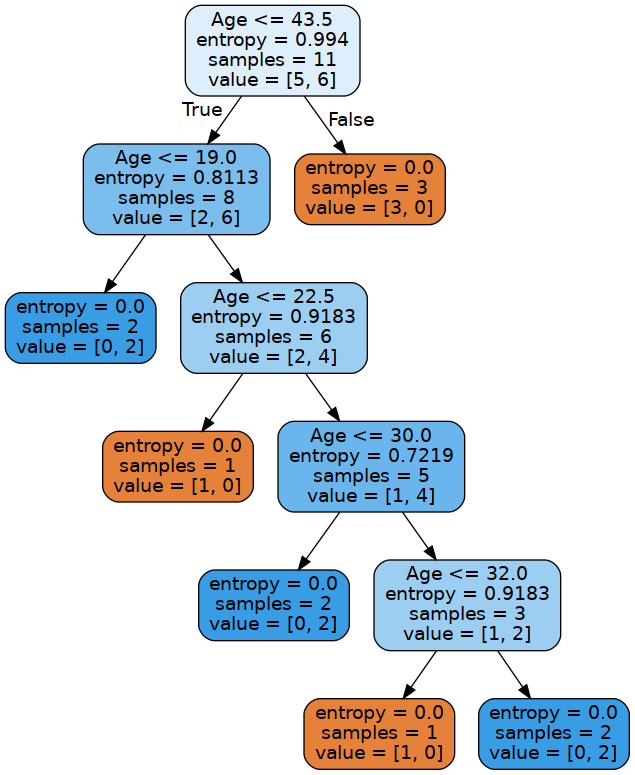 Age <= 43.5
entropy = 0.994
samples = 11
value = [5, 6]
True
False
Age <= 19.0
entropy = 0.8113
samples = 8
value = [2, 6]
entropy = 0.0
samples = 3
value = [3, 0]
entropy = 0.0
samples = 2
value = [0, 2]
Age <= 22.5
entropy = 0.9183
samples = 6
value = [2, 4]
entropy = 0.0
samples = 1
value = [1, 0]
Age <= 30.0
entropy = 0.7219
samples = 5
value = [1, 4]
entropy = 0.0
samples = 2
value = [0, 2]
Age <= 32.0
entropy = 0.9183
samples = 3
value = [1, 2]
entropy = 0.0
samples = 1
value = [1, 0]
entropy = 0.0
samples = 2
value = [0, 2]